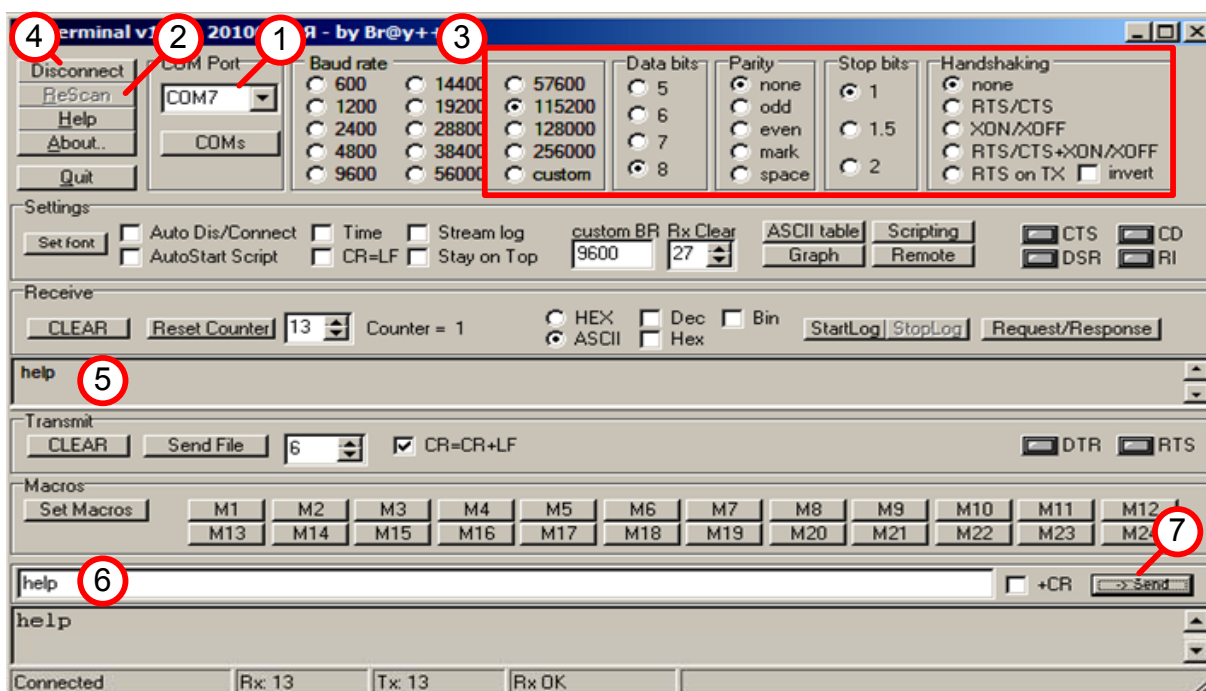 erminal v1 2010 Я - by Br@y++
4 2 1 3
Disconnect
ReScan
Help
About..
Quit
COM Port
COM7
COMs
Baud rate
600 14400 57600
1200 19200 115200
2400 28800 128000
4800 38400 256000
9600 56000 custom
Data bits
5
6
7
8
Parity
none
odd
even
mark
space
Stop bits
1
1.5
2
Handshaking
none
RTS/CTS
XON/XOFF
RTS/CTS+XON/XOFF
RTS on TX invert
Settings
Set font
Auto Dis/Connect Time Stream log
AutoStart Script CR=LF Stay on Top
custom BR Rx Clear
9600 27
ASCII table Scripting
Graph Remote
CTS CD
DSR RI
Receive
CLEAR Reset Counter 13 Counter = 1
HEX Dec Bin
ASCII Hex
StartLog StopLog Request/Response
help
5
Transmit
CLEAR Send File 6 CR=CR+LF DTR RTS
Macros
Set Macros M1 M2 M3 M4 M5 M6 M7 M8 M9 M10 M11 M12
M13 M14 M15 M16 M17 M18 M19 M20 M21 M22 M23 M24
7
help 6 +CR -> Send
help
Connected Rx: 13 Tx: 13 Rx OK